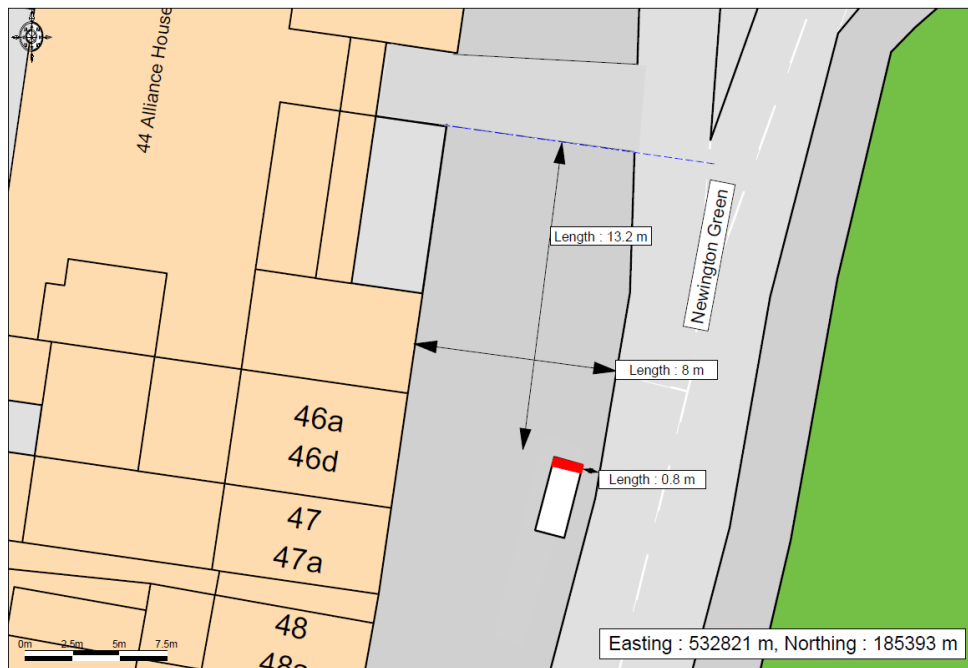 44 Alliance House
Length : 13.2 m
Newington Green
Length : 8 m
46a
46d
Length : 0.8 m
47
47a
48
48a
0m 2.5m 5m 7.5m
Easting : 532821 m, Northing : 185393 m